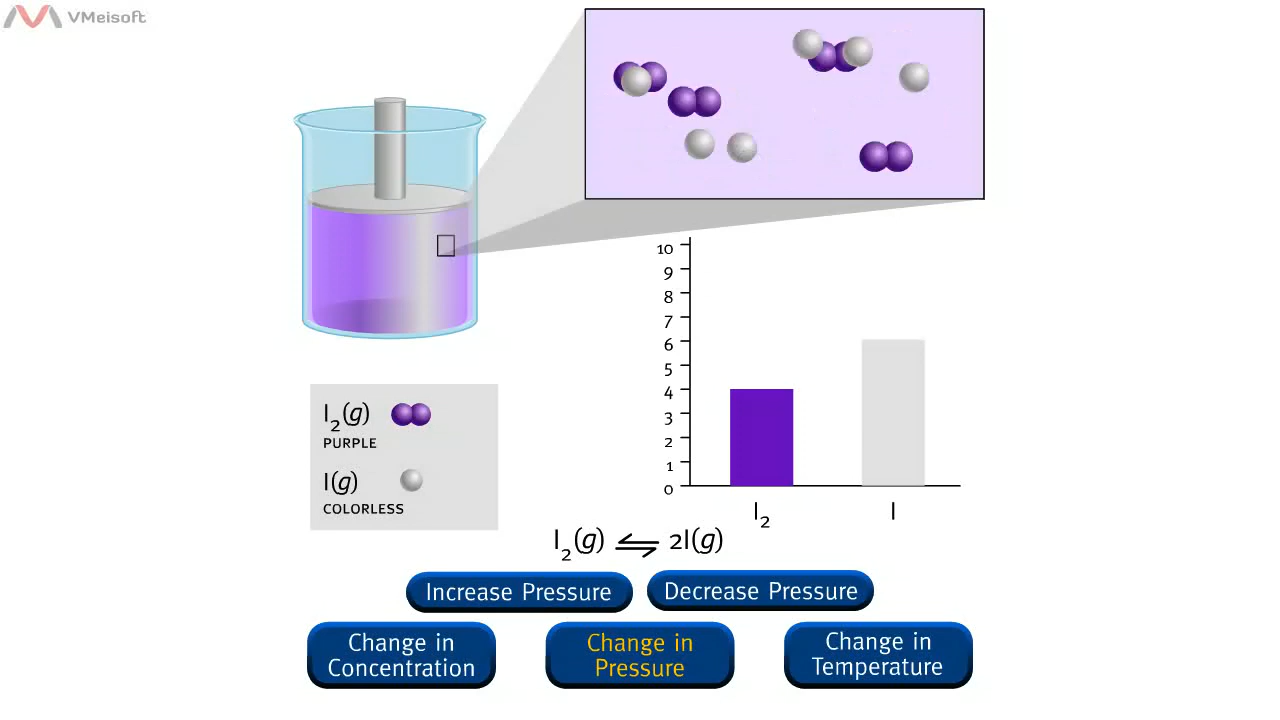 VMeisoft
10
9
8
7
6
5
4
3
2
1
0
I₂ I
I₂(g)
PURPLE
I(g)
COLORLESS
I₂(g) ⇌ 2I(g)
Increase Pressure Decrease Pressure
Change in Change in Change in
Concentration Pressure Temperature